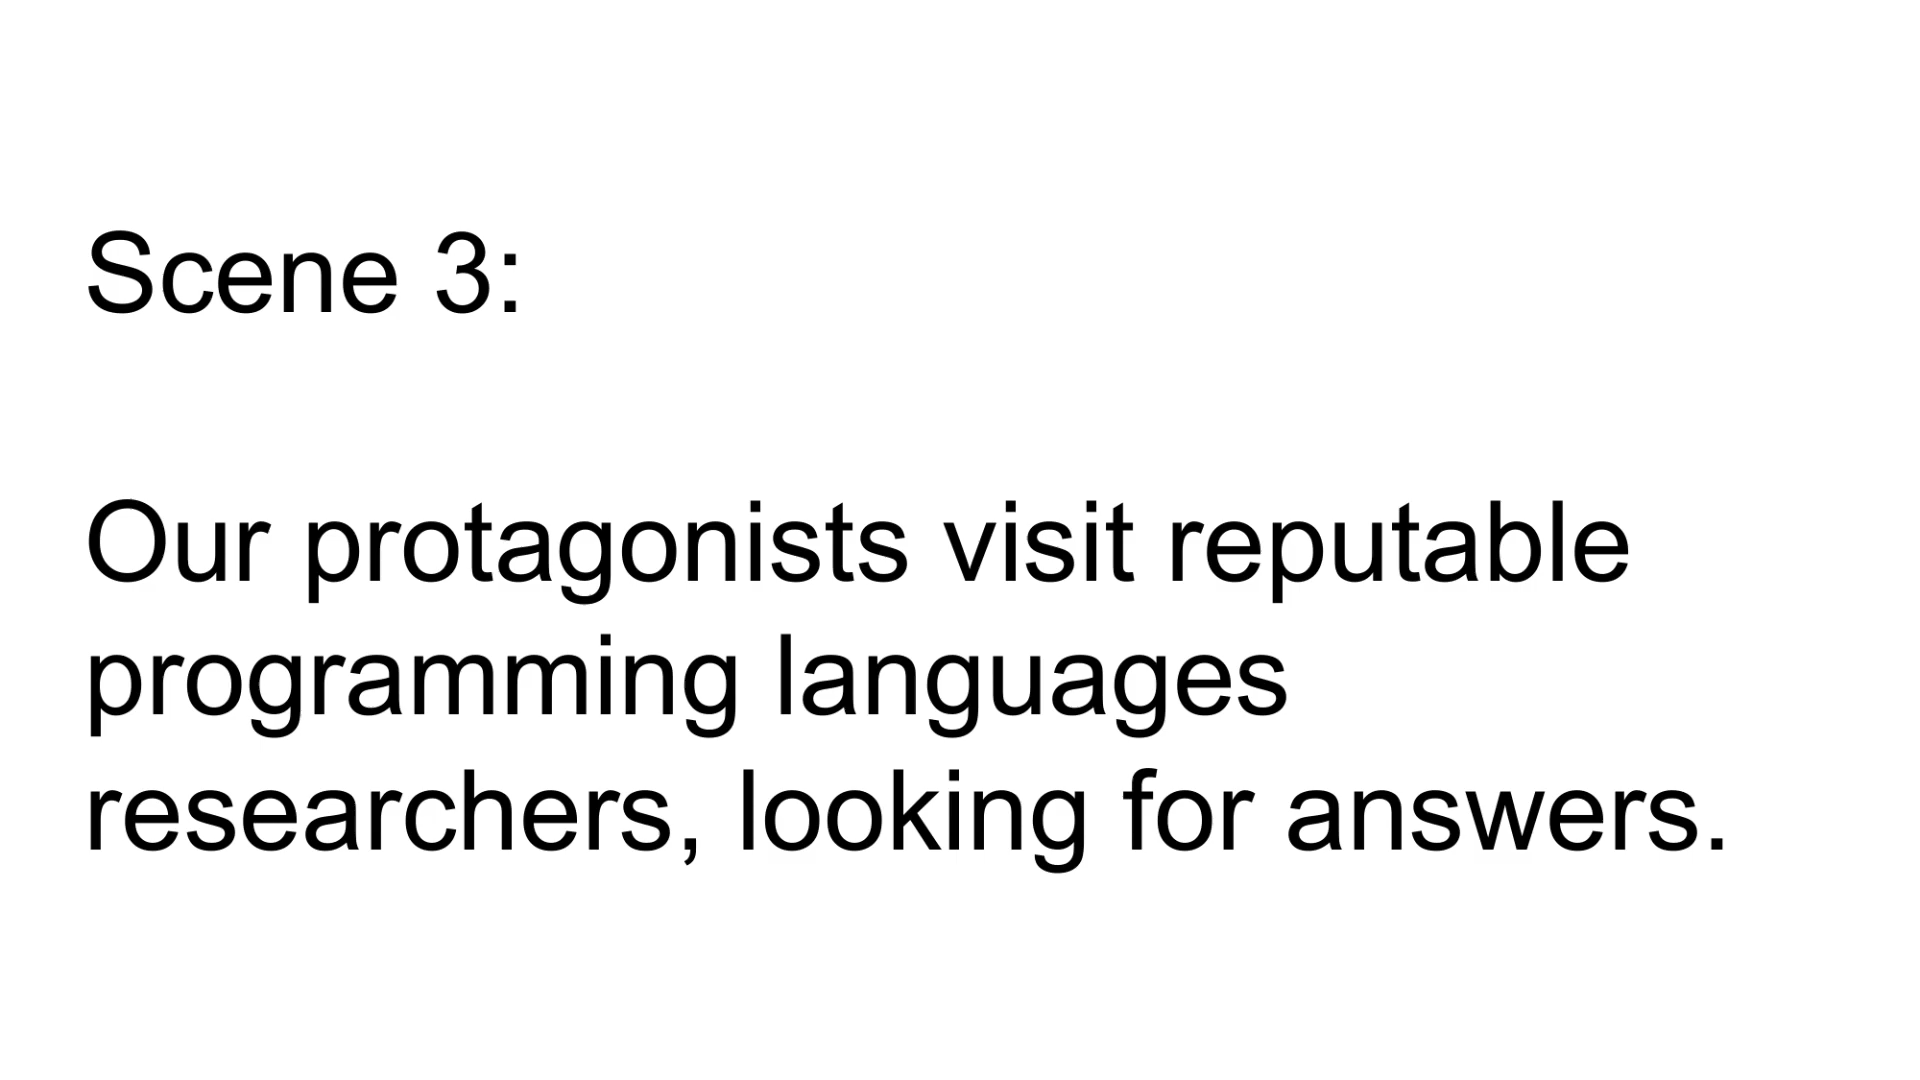 Scene 3:
Our protagonists visit reputable
programming languages
researchers, looking for answers.